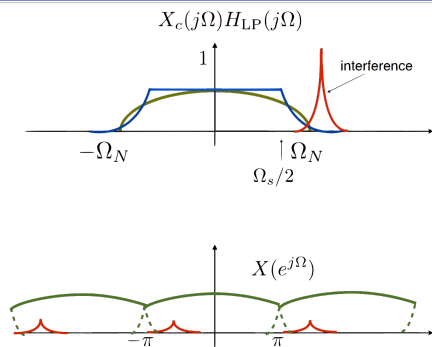 X_c(jΩ)H_LP(jΩ)
1
interference
−Ω_N
Ω_N
Ω_s/2
X(e^{jΩ})
−π
π